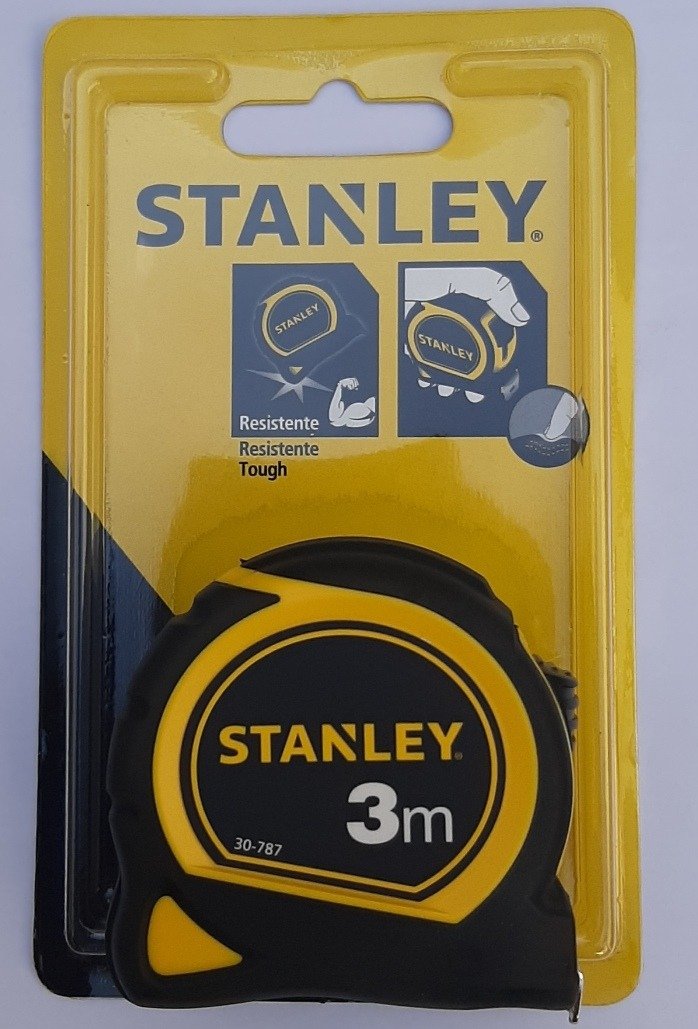 STANLEY®
STANLEY
STANLEY
Resistente
Resistente
Tough
STANLEY®
3m
30-787